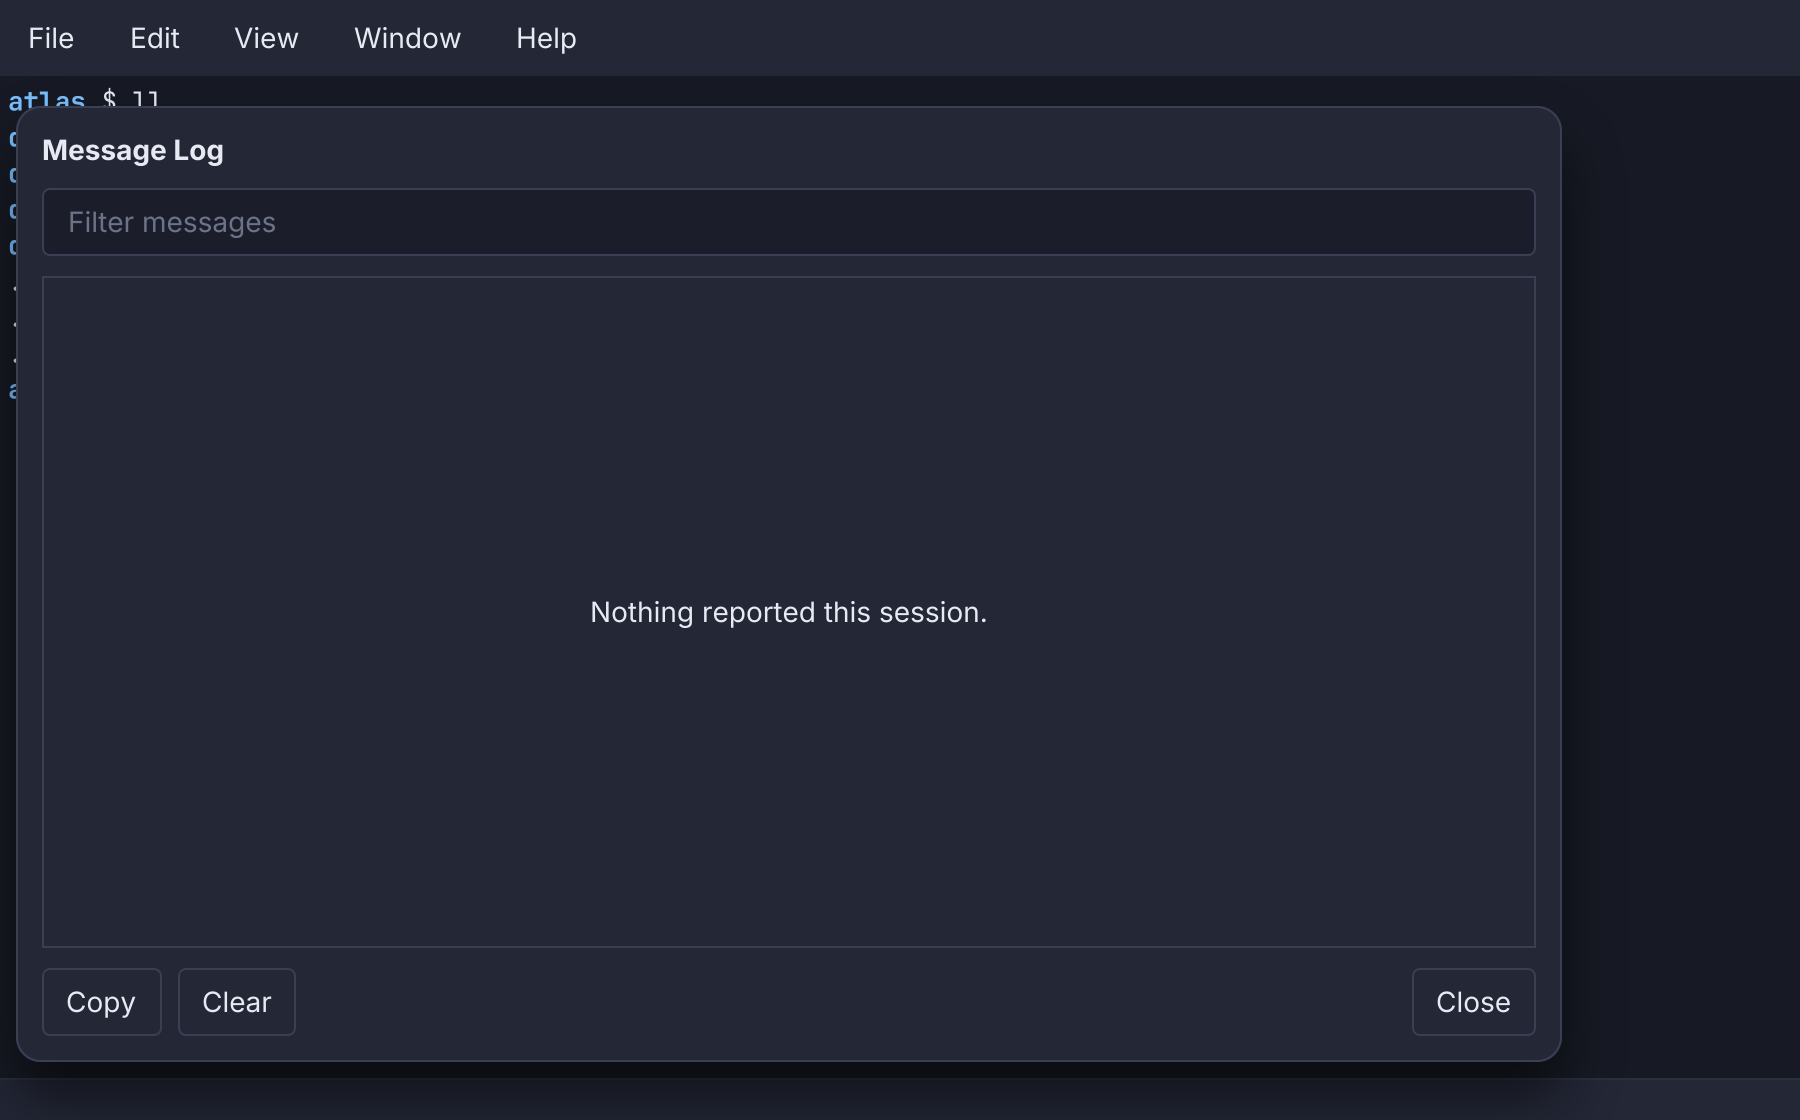 File Edit View Window Help
atlas $ ll
Message Log
Filter messages
Nothing reported this session.
Copy Clear Close